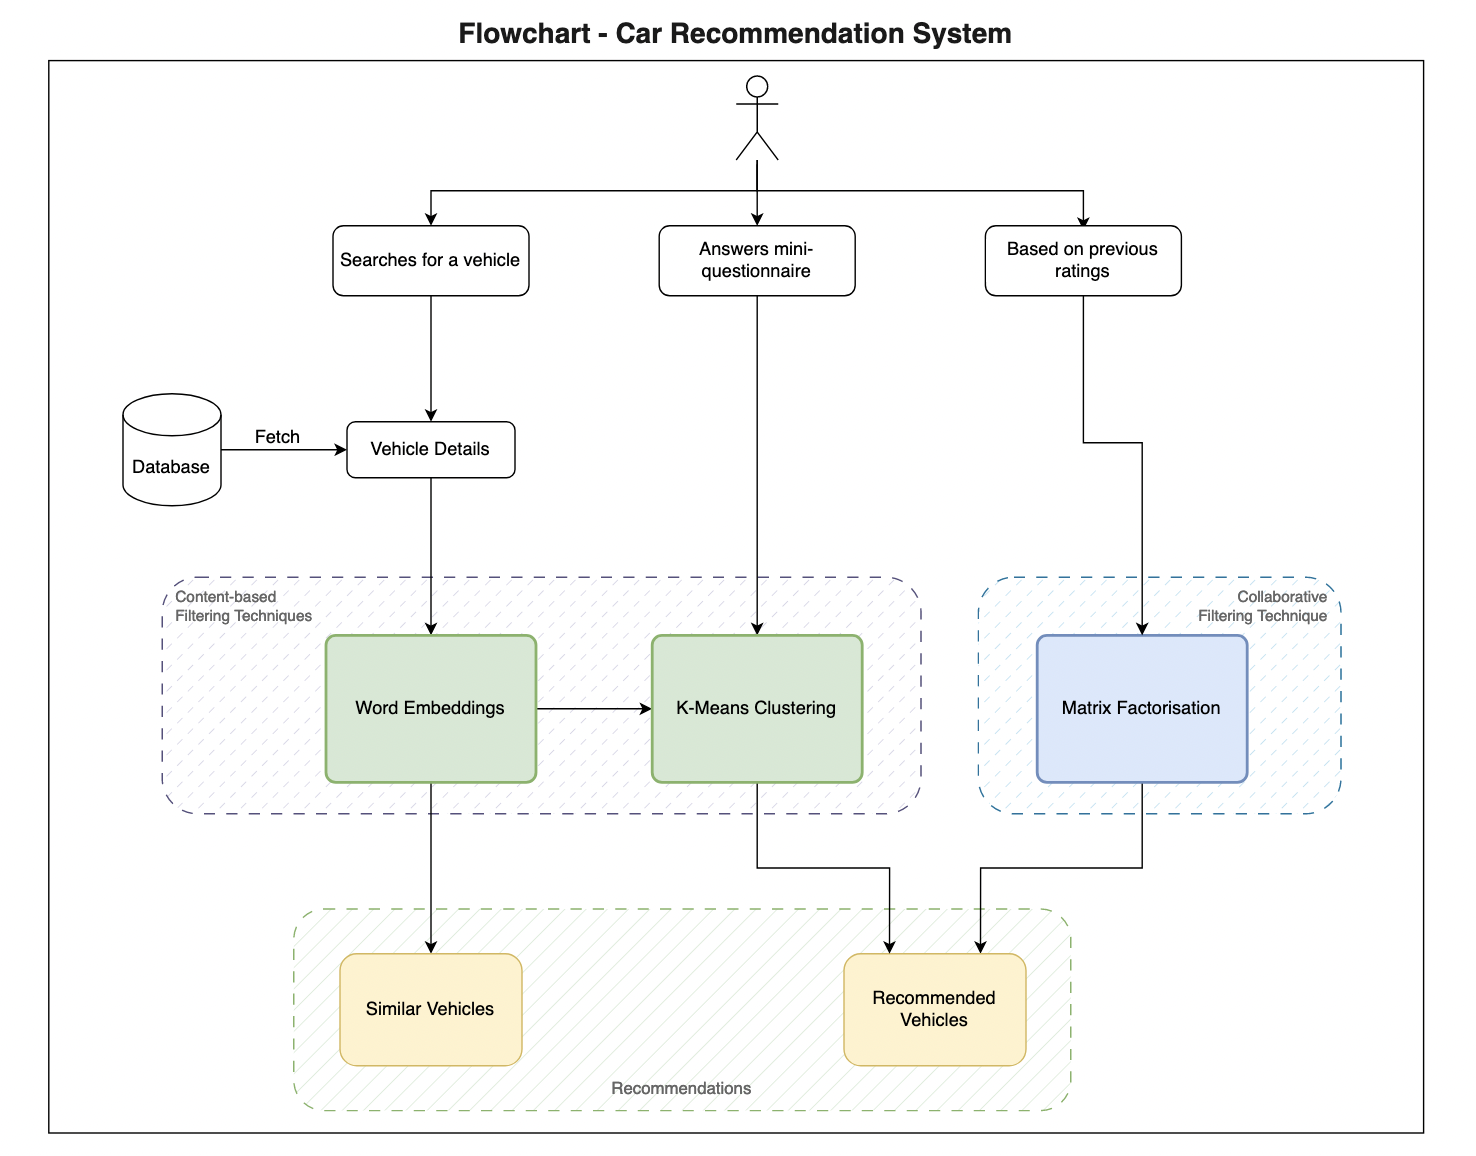 Flowchart - Car Recommendation System
Searches for a vehicle
Answers mini-
questionnaire
Based on previous
ratings
Fetch
Database
Vehicle Details
Content-based
Filtering Techniques
Collaborative
Filtering Technique
Word Embeddings
K-Means Clustering
Matrix Factorisation
Similar Vehicles
Recommended
Vehicles
Recommendations